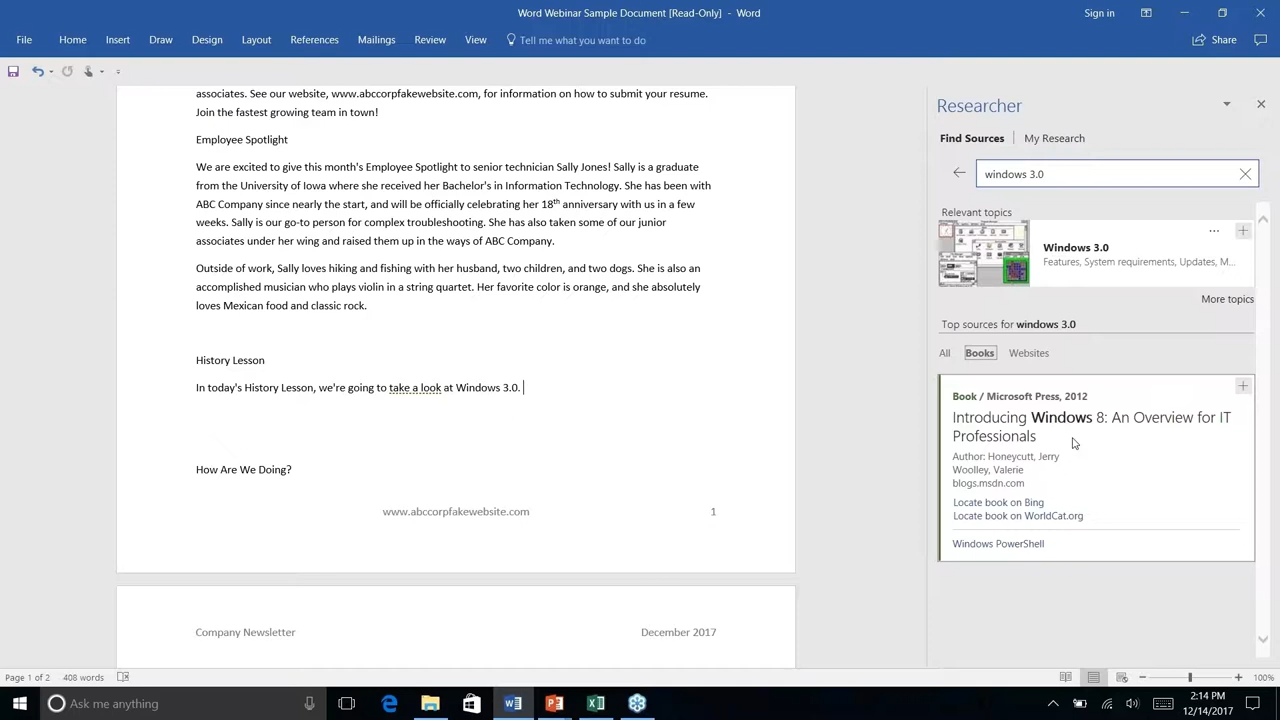 Word Webinar Sample Document [Read-Only] - Word
Sign in
File Home Insert Draw Design Layout References Mailings Review View Tell me what you want to do Share
associates. See our website, www.abccorpfakewebsite.com, for information on how to submit your resume.
Join the fastest growing team in town!
Employee Spotlight
We are excited to give this month's Employee Spotlight to senior technician Sally Jones! Sally is a graduate
from the University of Iowa where she received her Bachelor's in Information Technology. She has been with
ABC Company since nearly the start, and will be officially celebrating her 18th anniversary with us in a few
weeks. Sally is our go-to person for complex troubleshooting. She has also taken some of our junior
associates under her wing and raised them up in the ways of ABC Company.
Outside of work, Sally loves hiking and fishing with her husband, two children, and two dogs. She is also an
accomplished musician who plays violin in a string quartet. Her favorite color is orange, and she absolutely
loves Mexican food and classic rock.
History Lesson
In today's History Lesson, we're going to take a look at Windows 3.0.
How Are We Doing?
www.abccorpfakewebsite.com 1
Company Newsletter December 2017
Researcher
Find Sources My Research
windows 3.0
Relevant topics
Windows 3.0
Features, System requirements, Updates, M...
More topics
Top sources for windows 3.0
All Books Websites
Book / Microsoft Press, 2012
Introducing Windows 8: An Overview for IT
Professionals
Author: Honeycutt, Jerry
Woolley, Valerie
blogs.msdn.com
Locate book on Bing
Locate book on WorldCat.org
Windows PowerShell
Page 1 of 2 408 words 100%
Ask me anything
2:14 PM
12/14/2017